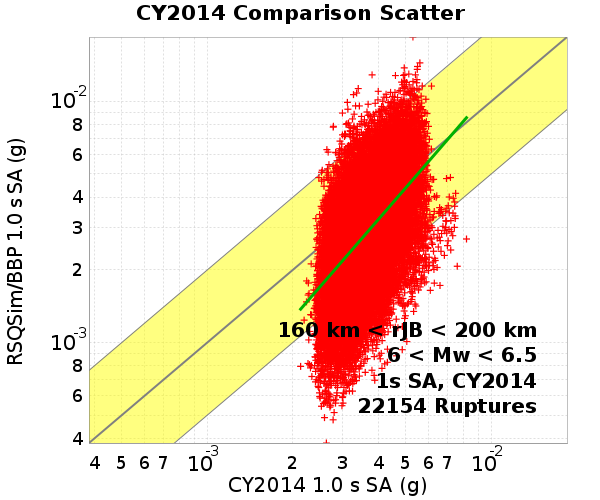 CY2014 Comparison Scatter
RSQSim/BBP 1.0 s SA (g)
10-2
8
6
4
3
2
10-3
8
6
4
160 km < rJB < 200 km
6 < Mw < 6.5
1s SA, CY2014
22154 Ruptures
4 5 6 7 10-3 2 3 4 5 6 7 10-2
CY2014 1.0 s SA (g)